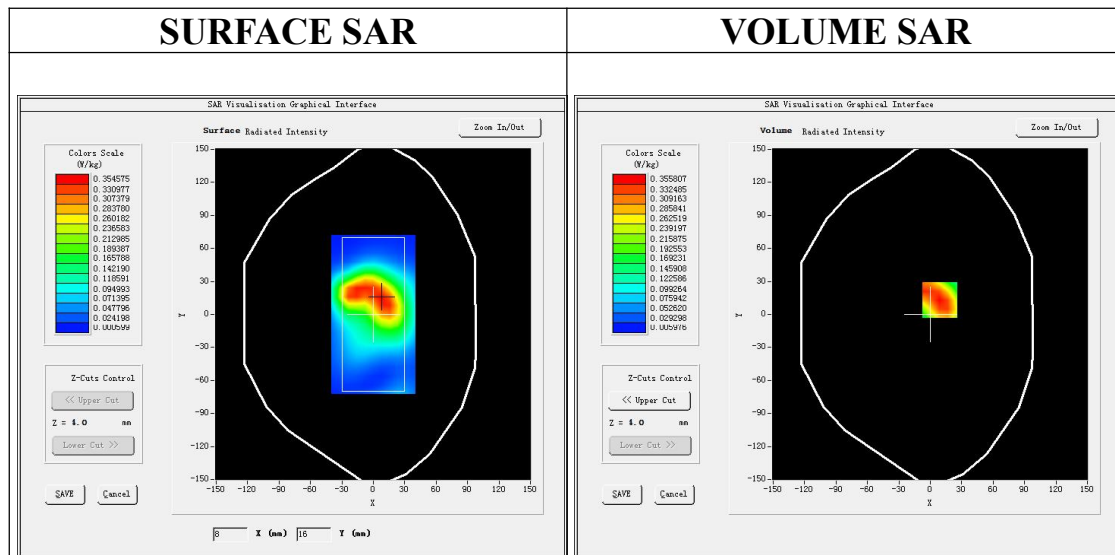 SURFACE SAR
VOLUME SAR
SAR Visualisation Graphical Interface
Surface Radiated Intensity
Zoom In/Out
Colors Scale
(W/kg)
0.354575
0.330977
0.307379
0.283780
0.260182
0.236583
0.212985
0.189387
0.165788
0.142190
0.118591
0.094993
0.071395
0.047796
0.024198
0.000599
Z-Cuts Control
<< Upper Cut
Z = 4.0 mm
Lower Cut >>
SAVE Cancel
150
120
90
60
30
0
-30
-60
-90
-120
-150
Y
-150 -120 -90 -60 -30 0 30 60 90 120 150
X
8 X (mm) 16 Y (mm)
SAR Visualisation Graphical Interface
Volume Radiated Intensity
Zoom In/Out
Colors Scale
(W/kg)
0.355807
0.332485
0.309163
0.285841
0.262519
0.239197
0.215875
0.192553
0.169231
0.145908
0.122586
0.099264
0.075942
0.052620
0.029298
0.005976
Z-Cuts Control
<< Upper Cut
Z = 4.0 mm
Lower Cut >>
SAVE Cancel
150
120
90
60
30
0
-30
-60
-90
-120
-150
Y
-150 -120 -90 -60 -30 0 30 60 90 120 150
X